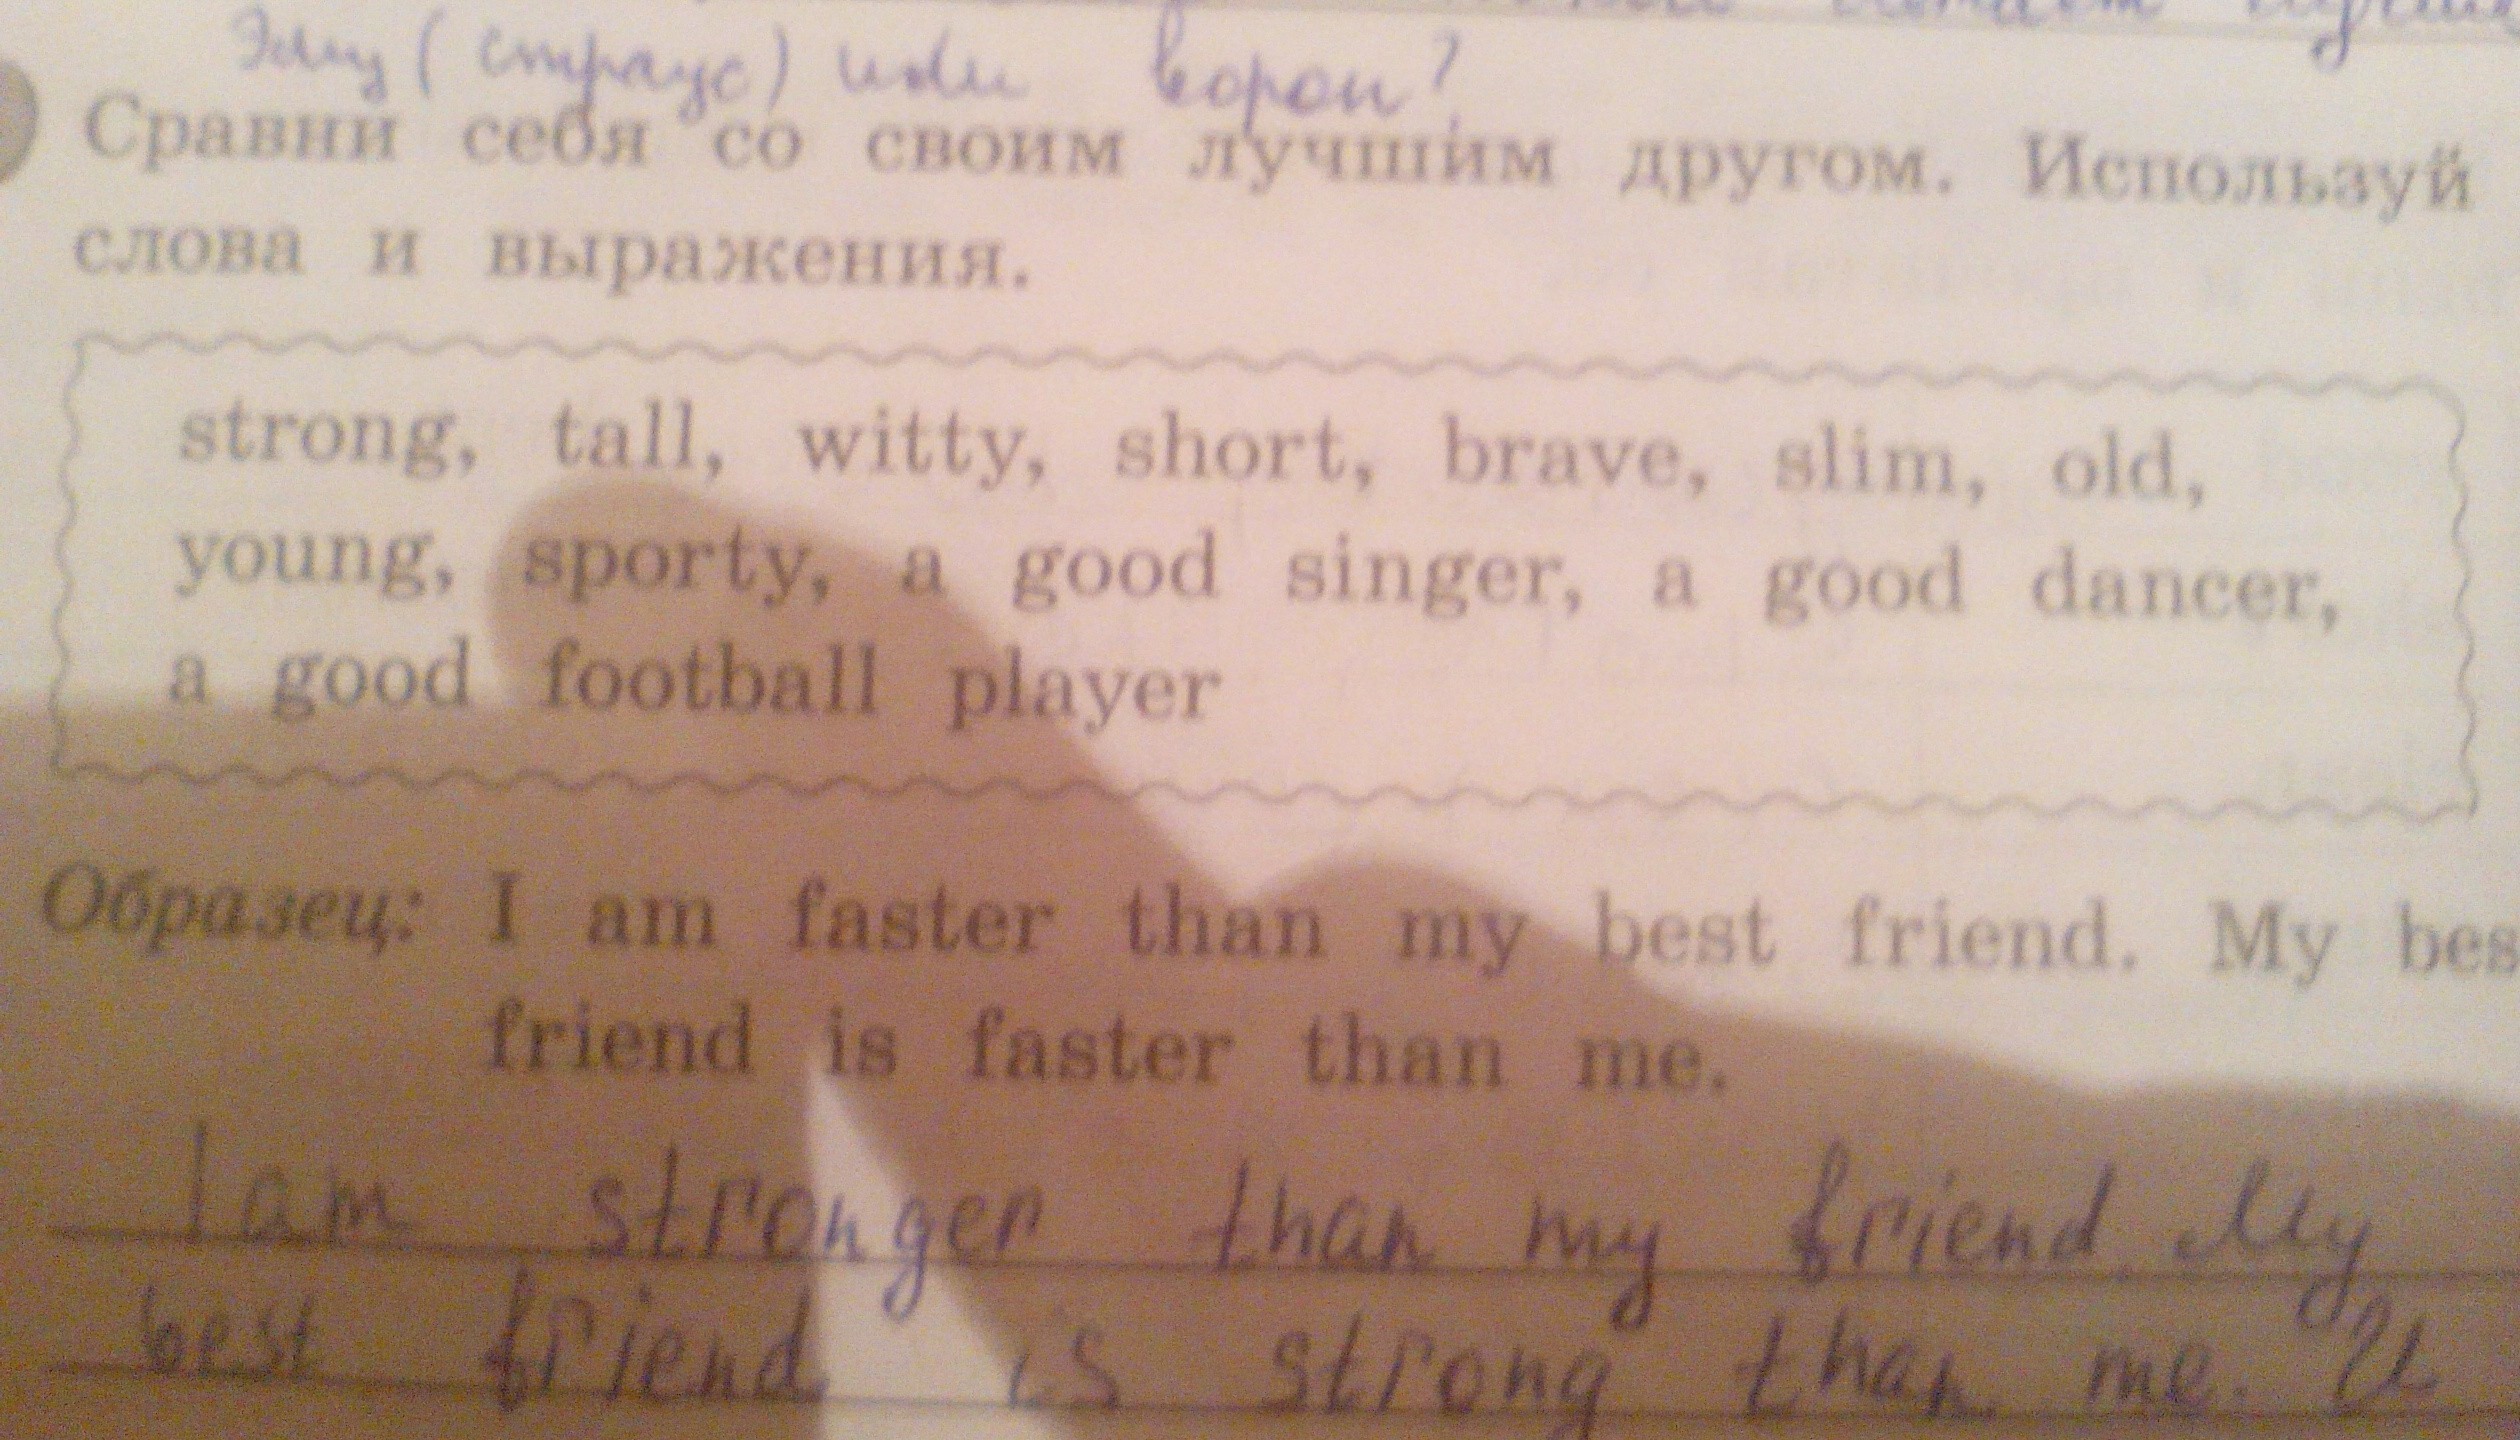 Эму (страус) или ворон?
Сравни себя со своим лучшим другом. Используй
слова и выражения.
strong, tall, witty, short, brave, slim, old,
young, sporty, a good singer, a good dancer,
a good football player
Образец: I am faster than my best friend. My bes
friend is faster than me.
I am stronger than my friend. My
best friend is strong than me. И